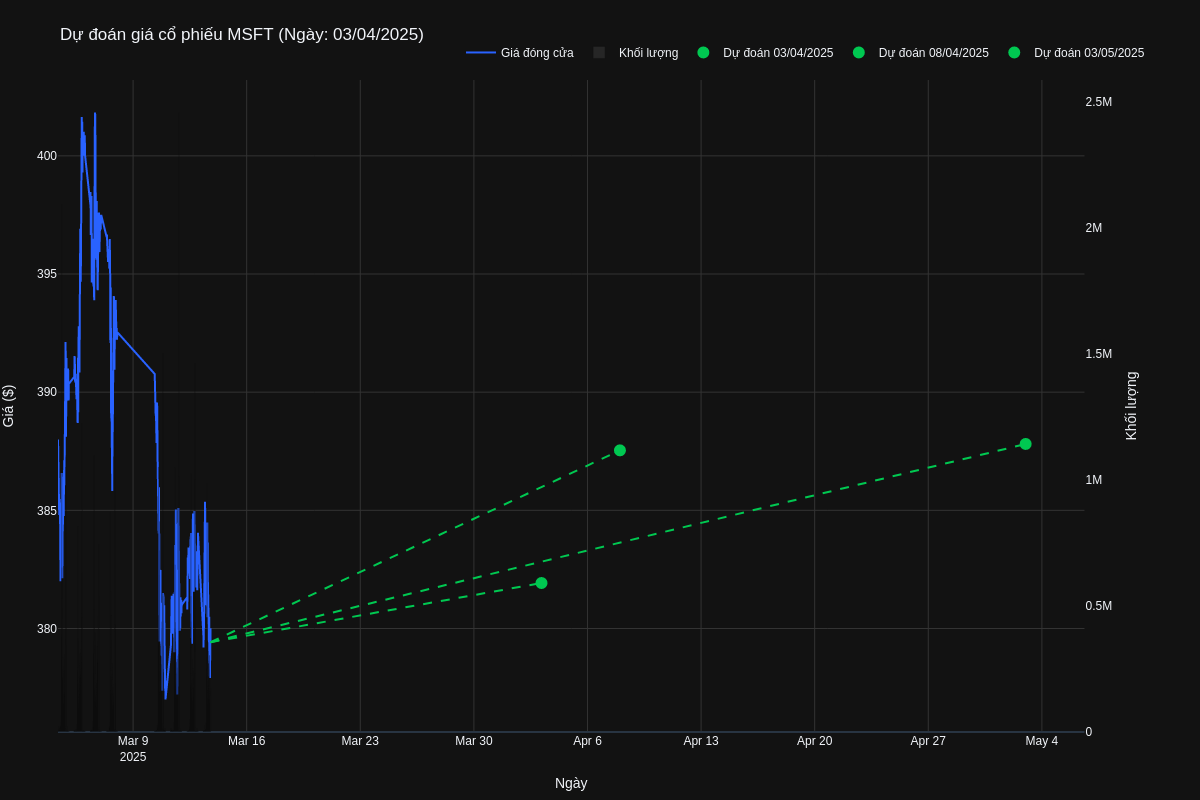 Dự đoán giá cổ phiếu MSFT (Ngày: 03/04/2025)
Giá đóng cửa
Khối lượng
Dự đoán 03/04/2025
Dự đoán 08/04/2025
Dự đoán 03/05/2025
Giá ($)
400
395
390
385
380
2.5M
2M
1.5M
1M
0.5M
0
Khối lượng
Mar 9
2025
Mar 16
Mar 23
Mar 30
Apr 6
Apr 13
Apr 20
Apr 27
May 4
Ngày